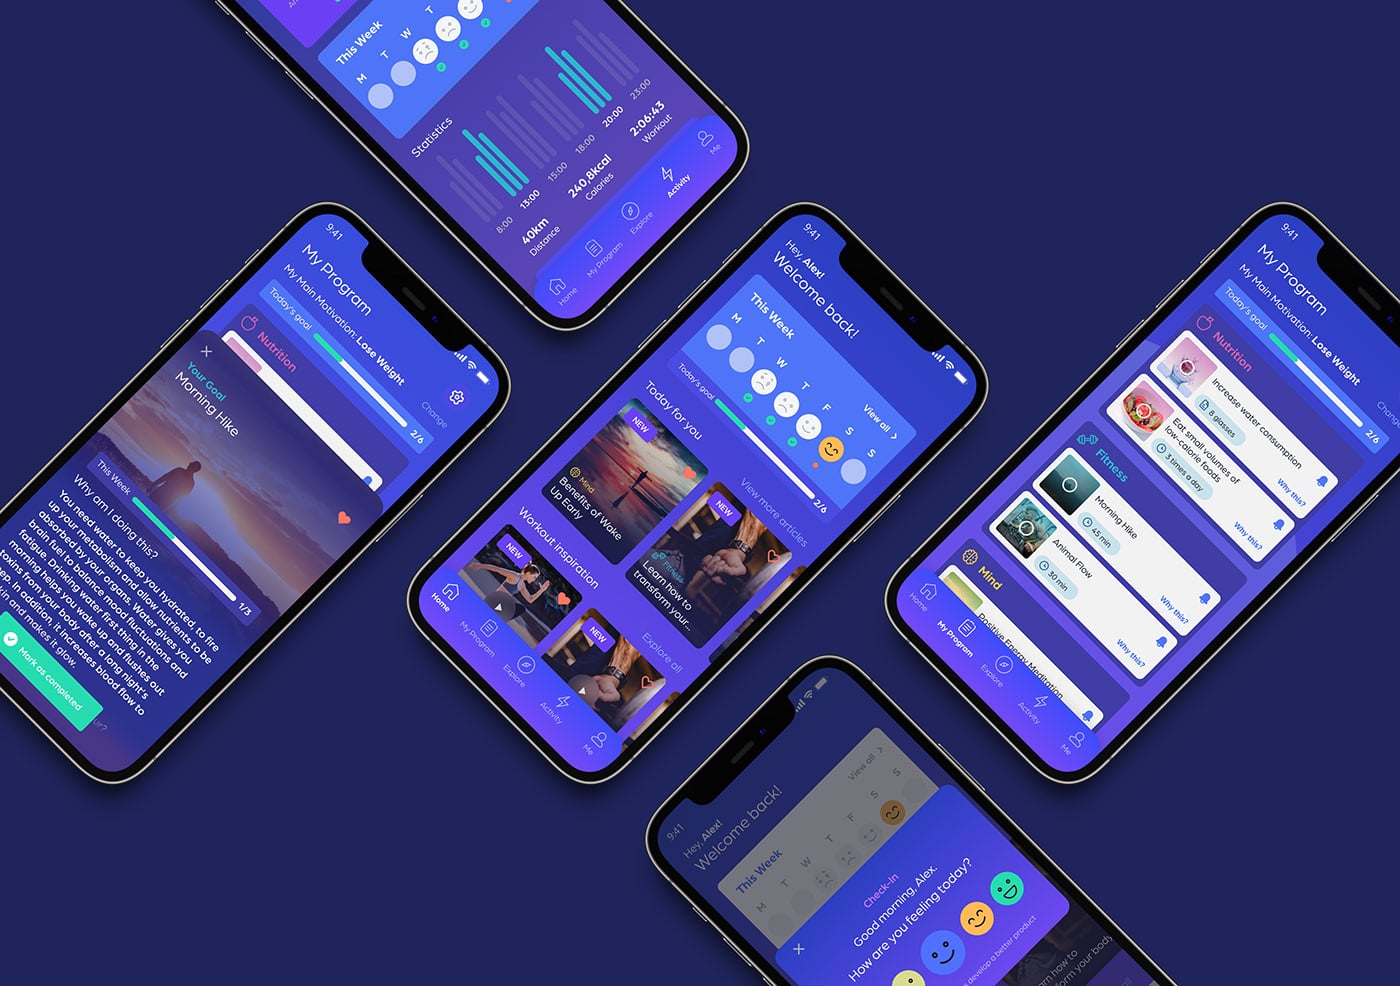 An
This Week
M
T
W
T
Statistics
8:00
13:00
15:00
18:00
20:00
23:00
40km
Distance
240,8kcal
Calories
2:06:43
Workout
Home
My Program
Explore
Activity
Me
9:41
My Program
My Main Motivation: Lose Weight
Today's goal
2/6
Change
Nutrition
Your Goal
Morning Hike
This Week
1/3
Why am I doing this?
You need water to keep you hydrated, to fire
up your metabolism and allow nutrients to be
absorbed by your organs. Water gives you
brain fuel to balance mood fluctuations and
fatigue. Drinking water first thing in the
morning helps you wake up and flush out
toxins from your body after a long night's
ep. In addition, it increases blood flow to
kin and makes it glow.
Mark as completed
ur?
9:41
Hey, Alex!
Welcome back!
This Week
View all
M
T
W
T
F
S
S
Today's goal
2/6
Today for you
View more articles
NEW
Mind
Benefits of Wake
Up Early
NEW
Fitness
Learn how to
transform your...
Workout inspiration
Explore all
NEW
NEW
Home
My Program
Explore
Activity
Me
9:41
My Program
My Main Motivation: Lose Weight
Today's goal
2/6
Chang
Nutrition
Increase water consumption
8 glasses
Why this?
Eat small volumes of
low-calorie foods
3 times a day
Why this?
Fitness
Morning Hike
45 min
Why this?
Animal Flow
30 min
Why this?
Mind
Positive Energy Meditation
Home
My Program
Explore
Activity
Me
9:41
Hey, Alex!
Welcome back!
This Week
View all
M
T
W
T
F
S
S
Check-In
Good morning, Alex.
How are you feeling today?
develop a better product
rn how to
sform your body